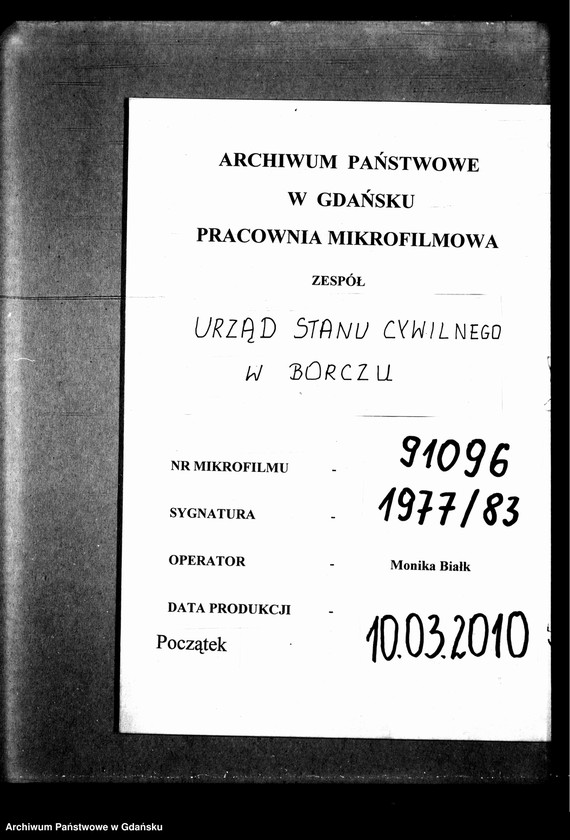 ARCHIWUM PAŃSTWOWE
W GDAŃSKU
PRACOWNIA MIKROFILMOWA
ZESPÓŁ
URZĄD STANU CYWILNEGO
W BORCZU
NR MIKROFILMU - 91096
SYGNATURA - 1977/83
OPERATOR - Monika Białk
DATA PRODUKCJI - 10.03.2010
Początek
Archiwum Państwowe w Gdańsku